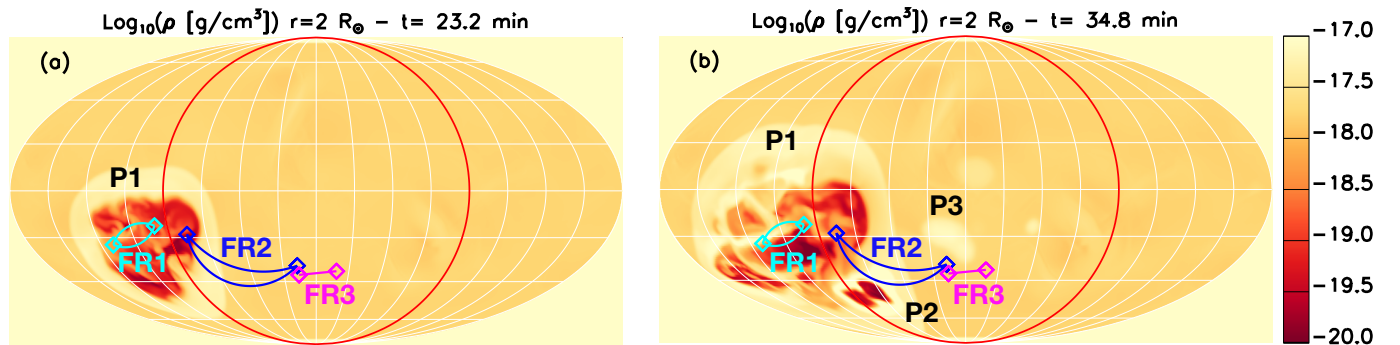 Log₁₀(ρ [g/cm³]) r=2 R⊙ − t= 23.2 min
(a)
P1
FR1
FR2
FR3
Log₁₀(ρ [g/cm³]) r=2 R⊙ − t= 34.8 min
(b)
P1
P3
FR2
FR1
FR3
P2
−17.0
−17.5
−18.0
−18.5
−19.0
−19.5
−20.0